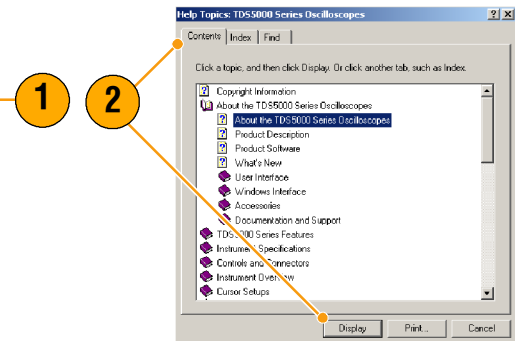 Help Topics: TDS5000 Series Oscilloscopes
Contents Index Find
Click a topic, and then click Display. Or click another tab, such as Index.
1 2
Copyright Information
About the TDS5000 Series Oscilloscopes
About the TDS5000 Series Oscilloscopes
Product Description
Product Software
What's New
User Interface
Windows Interface
Accessories
Documentation and Support
TDS5000 Series Features
Instrument Specifications
Controls and Connectors
Instrument Overview
Cursor Setups
Display Print... Cancel